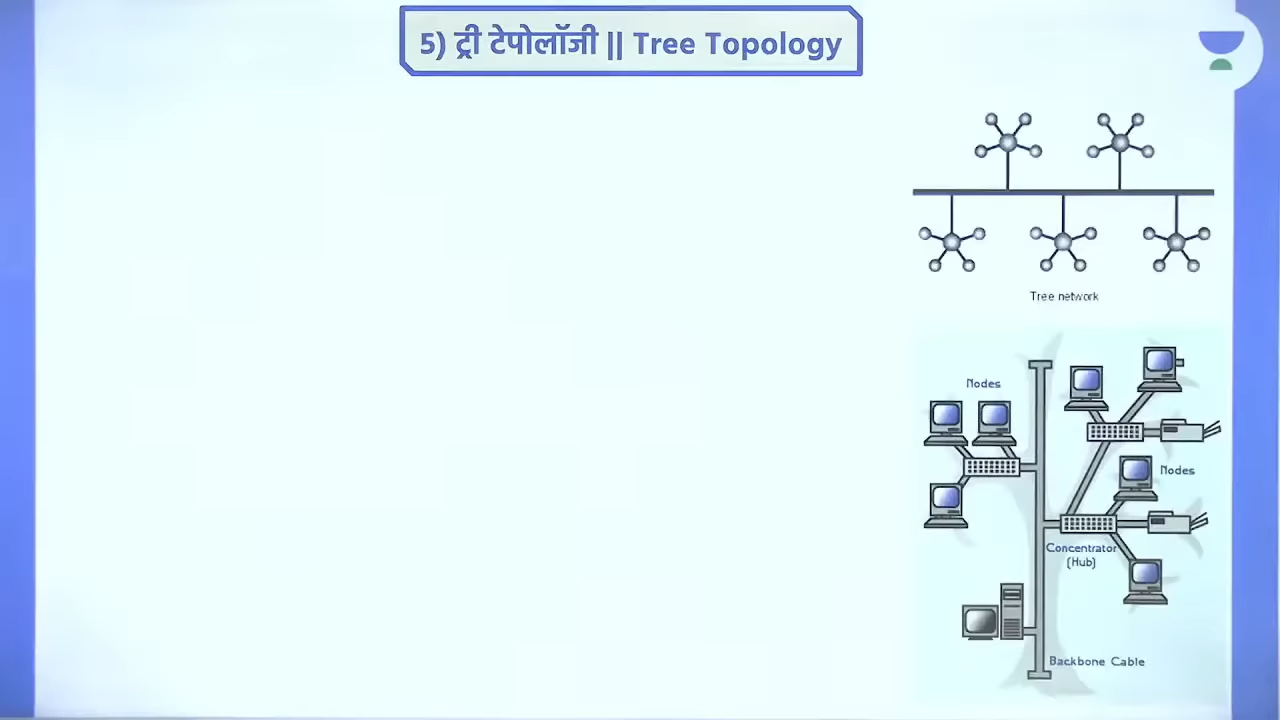 5) ट्री टेपोलॉजी || Tree Topology
Tree network
Nodes
Nodes
Concentrator
(Hub)
Backbone Cable